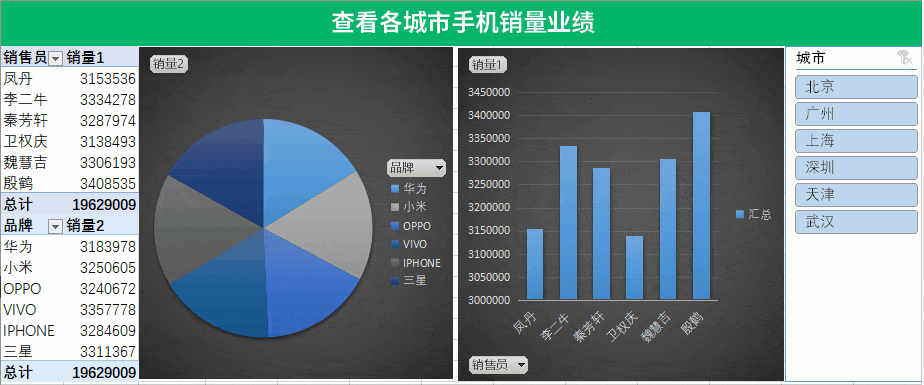 查看各城市手机销量业绩
销售员 销量1
凤丹 3153536
李二牛 3334278
秦芳轩 3287974
卫权庆 3138493
魏慧吉 3306193
殷鹤 3408535
总计 19629009
品牌 销量2
华为 3183978
小米 3250605
OPPO 3240672
VIVO 3357778
IPHONE 3284609
三星 3311367
总计 19629009
销量2
品牌
华为
小米
OPPO
VIVO
IPHONE
三星
销量1
3450000
3400000
3350000
3300000
3250000
3200000
3150000
3100000
3050000
3000000
凤丹
李二牛
秦芳轩
卫权庆
魏慧吉
殷鹤
汇总
销售员
城市
北京
广州
上海
深圳
天津
武汉